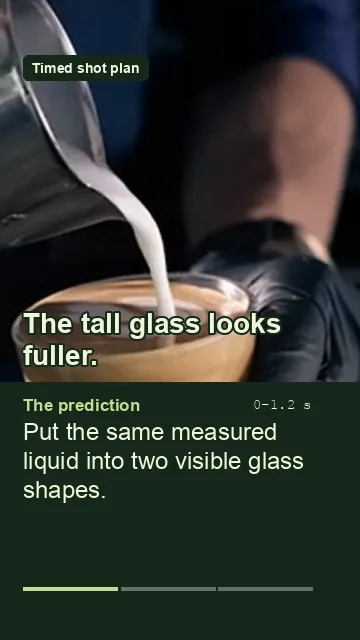 Timed shot plan
The tall glass looks
fuller.
The prediction
0–1.2 s
Put the same measured
liquid into two visible glass
shapes.